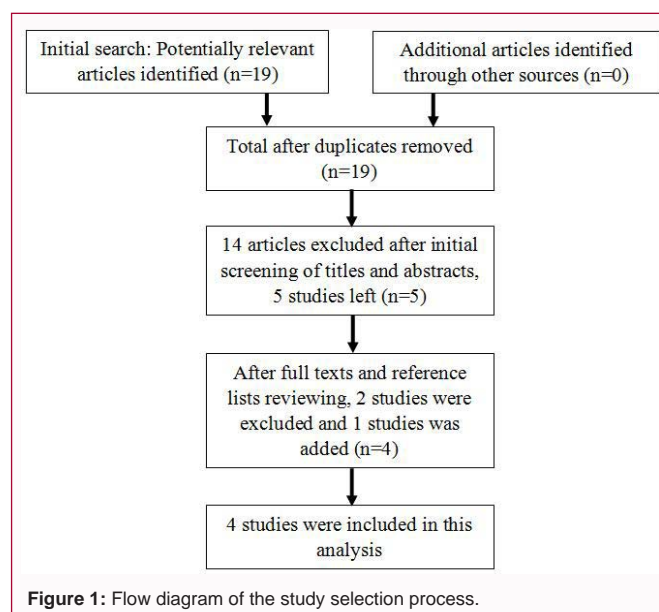 Initial search: Potentially relevant
articles identified (n=19)
Additional articles identified
through other sources (n=0)
Total after duplicates removed
(n=19)
14 articles excluded after initial
screening of titles and abstracts,
5 studies left (n=5)
After full texts and reference
lists reviewing, 2 studies were
excluded and 1 studies was
added (n=4)
4 studies were included in this
analysis
Figure 1: Flow diagram of the study selection process.